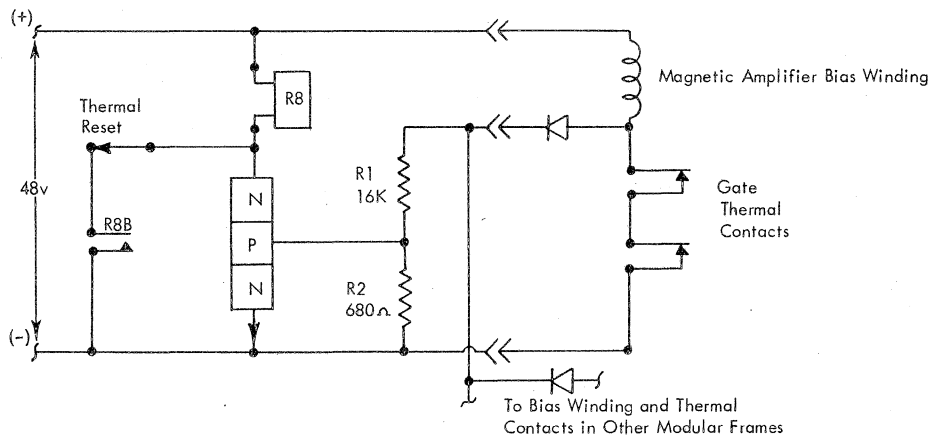 (+)
Magnetic Amplifier Bias Winding
R8
Thermal
Reset
R1
16K
Gate
Thermal
Contacts
48v
N
P
N
R8B
R2
680Ω
(-)
To Bias Winding and Thermal
Contacts in Other Modular Frames